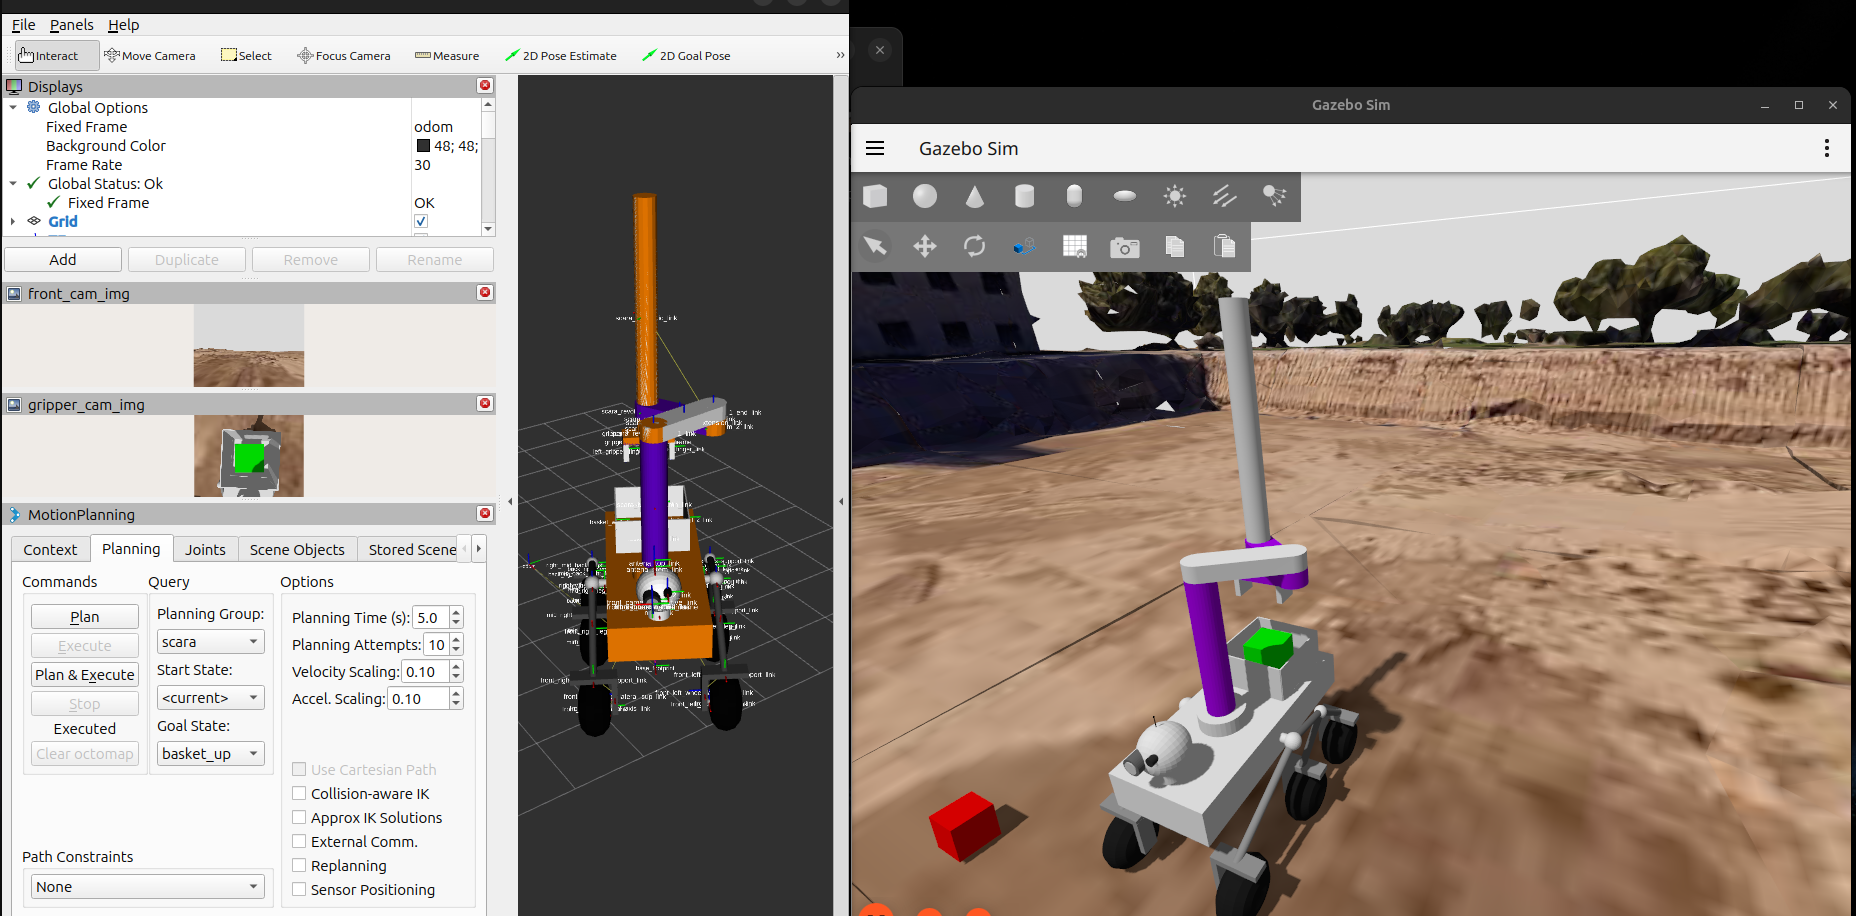 File Panels Help
Interact Move Camera Select Focus Camera Measure 2D Pose Estimate 2D Goal Pose »
Displays
Global Options
Fixed Frame odom
Background Color 48; 48;
Frame Rate 30
Global Status: Ok
Fixed Frame OK
Grid
Add Duplicate Remove Rename
front_cam_img
gripper_cam_img
MotionPlanning
Context Planning Joints Scene Objects Stored Scene
Commands Query Options
Plan
Execute
Plan & Execute
Stop
Executed
Clear octomap
Planning Group:
scara
Start State:
<current>
Goal State:
basket_up
Planning Time (s): 5.0
Planning Attempts: 10
Velocity Scaling: 0.10
Accel. Scaling: 0.10
Use Cartesian Path
Collision-aware IK
Approx IK Solutions
External Comm.
Replanning
Sensor Positioning
Path Constraints
None
base_footprint
Gazebo Sim
Gazebo Sim